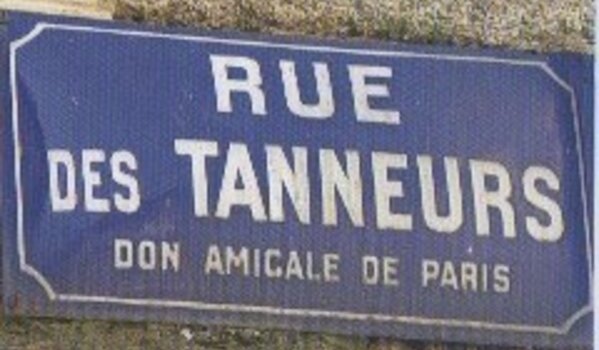 RUE
DES TANNEURS
DON AMICALE DE PARIS